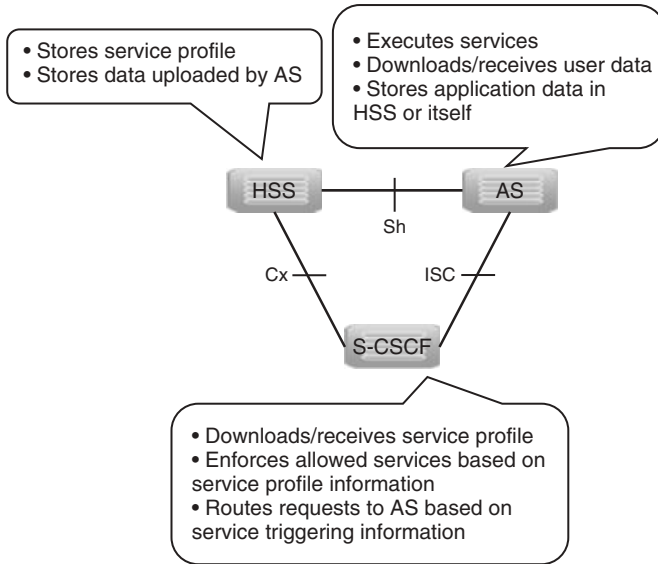 • Stores service profile
• Stores data uploaded by AS
• Executes services
• Downloads/receives user data
• Stores application data in
HSS or itself
HSS
AS
Sh
Cx
ISC
S-CSCF
• Downloads/receives service profile
• Enforces allowed services based on
service profile information
• Routes requests to AS based on
service triggering information